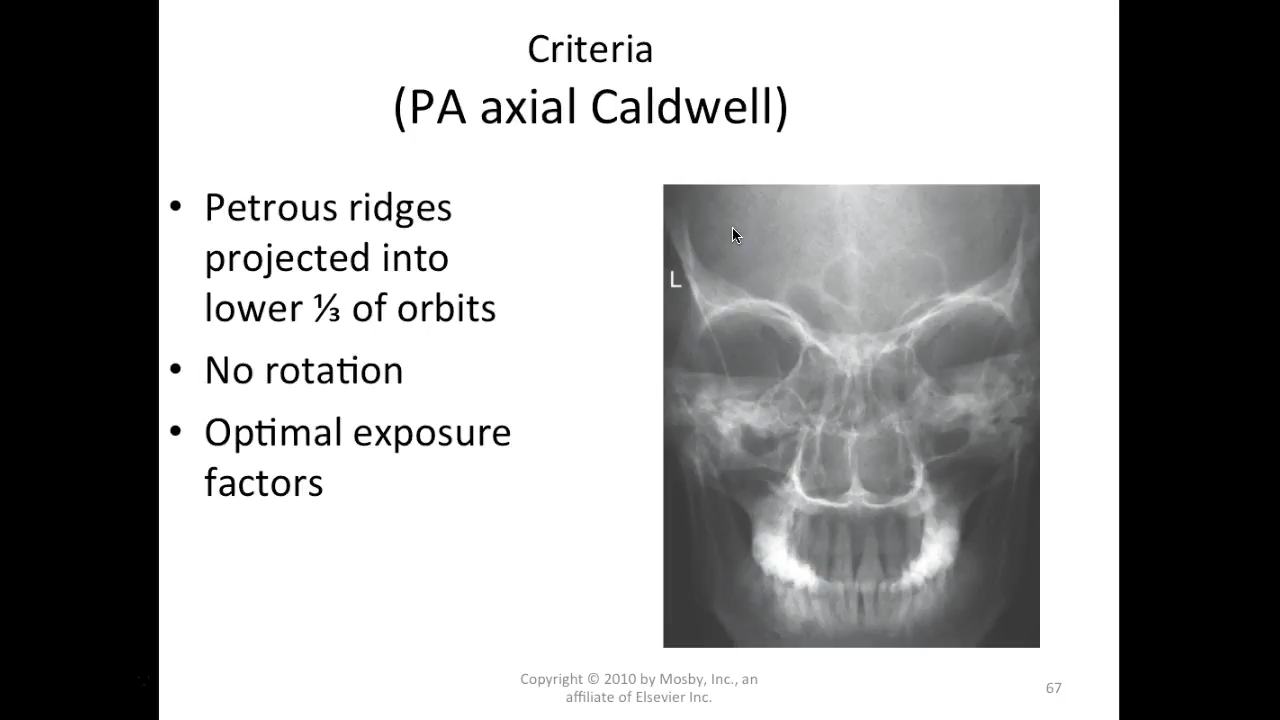 Criteria
(PA axial Caldwell)
• Petrous ridges
projected into
lower ⅓ of orbits
• No rotation
• Optimal exposure
factors
L
Copyright © 2010 by Mosby, Inc., an
affiliate of Elsevier Inc.
67